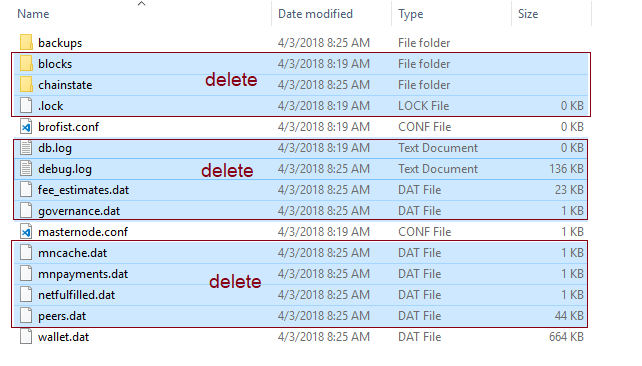 Name Date modified Type Size
backups 4/3/2018 8:25 AM File folder
blocks 4/3/2018 8:19 AM File folder
chainstate 4/3/2018 8:25 AM File folder
delete
.lock 4/3/2018 8:19 AM LOCK File 0 KB
brofist.conf 4/3/2018 8:19 AM CONF File 0 KB
db.log 4/3/2018 8:19 AM Text Document 0 KB
debug.log 4/3/2018 8:25 AM Text Document 136 KB
delete
fee_estimates.dat 4/3/2018 8:25 AM DAT File 23 KB
governance.dat 4/3/2018 8:25 AM DAT File 1 KB
masternode.conf 4/3/2018 8:19 AM CONF File 1 KB
mncache.dat 4/3/2018 8:25 AM DAT File 1 KB
mnpayments.dat 4/3/2018 8:25 AM DAT File 1 KB
delete
netfulfilled.dat 4/3/2018 8:25 AM DAT File 1 KB
peers.dat 4/3/2018 8:25 AM DAT File 44 KB
wallet.dat 4/3/2018 8:25 AM DAT File 664 KB